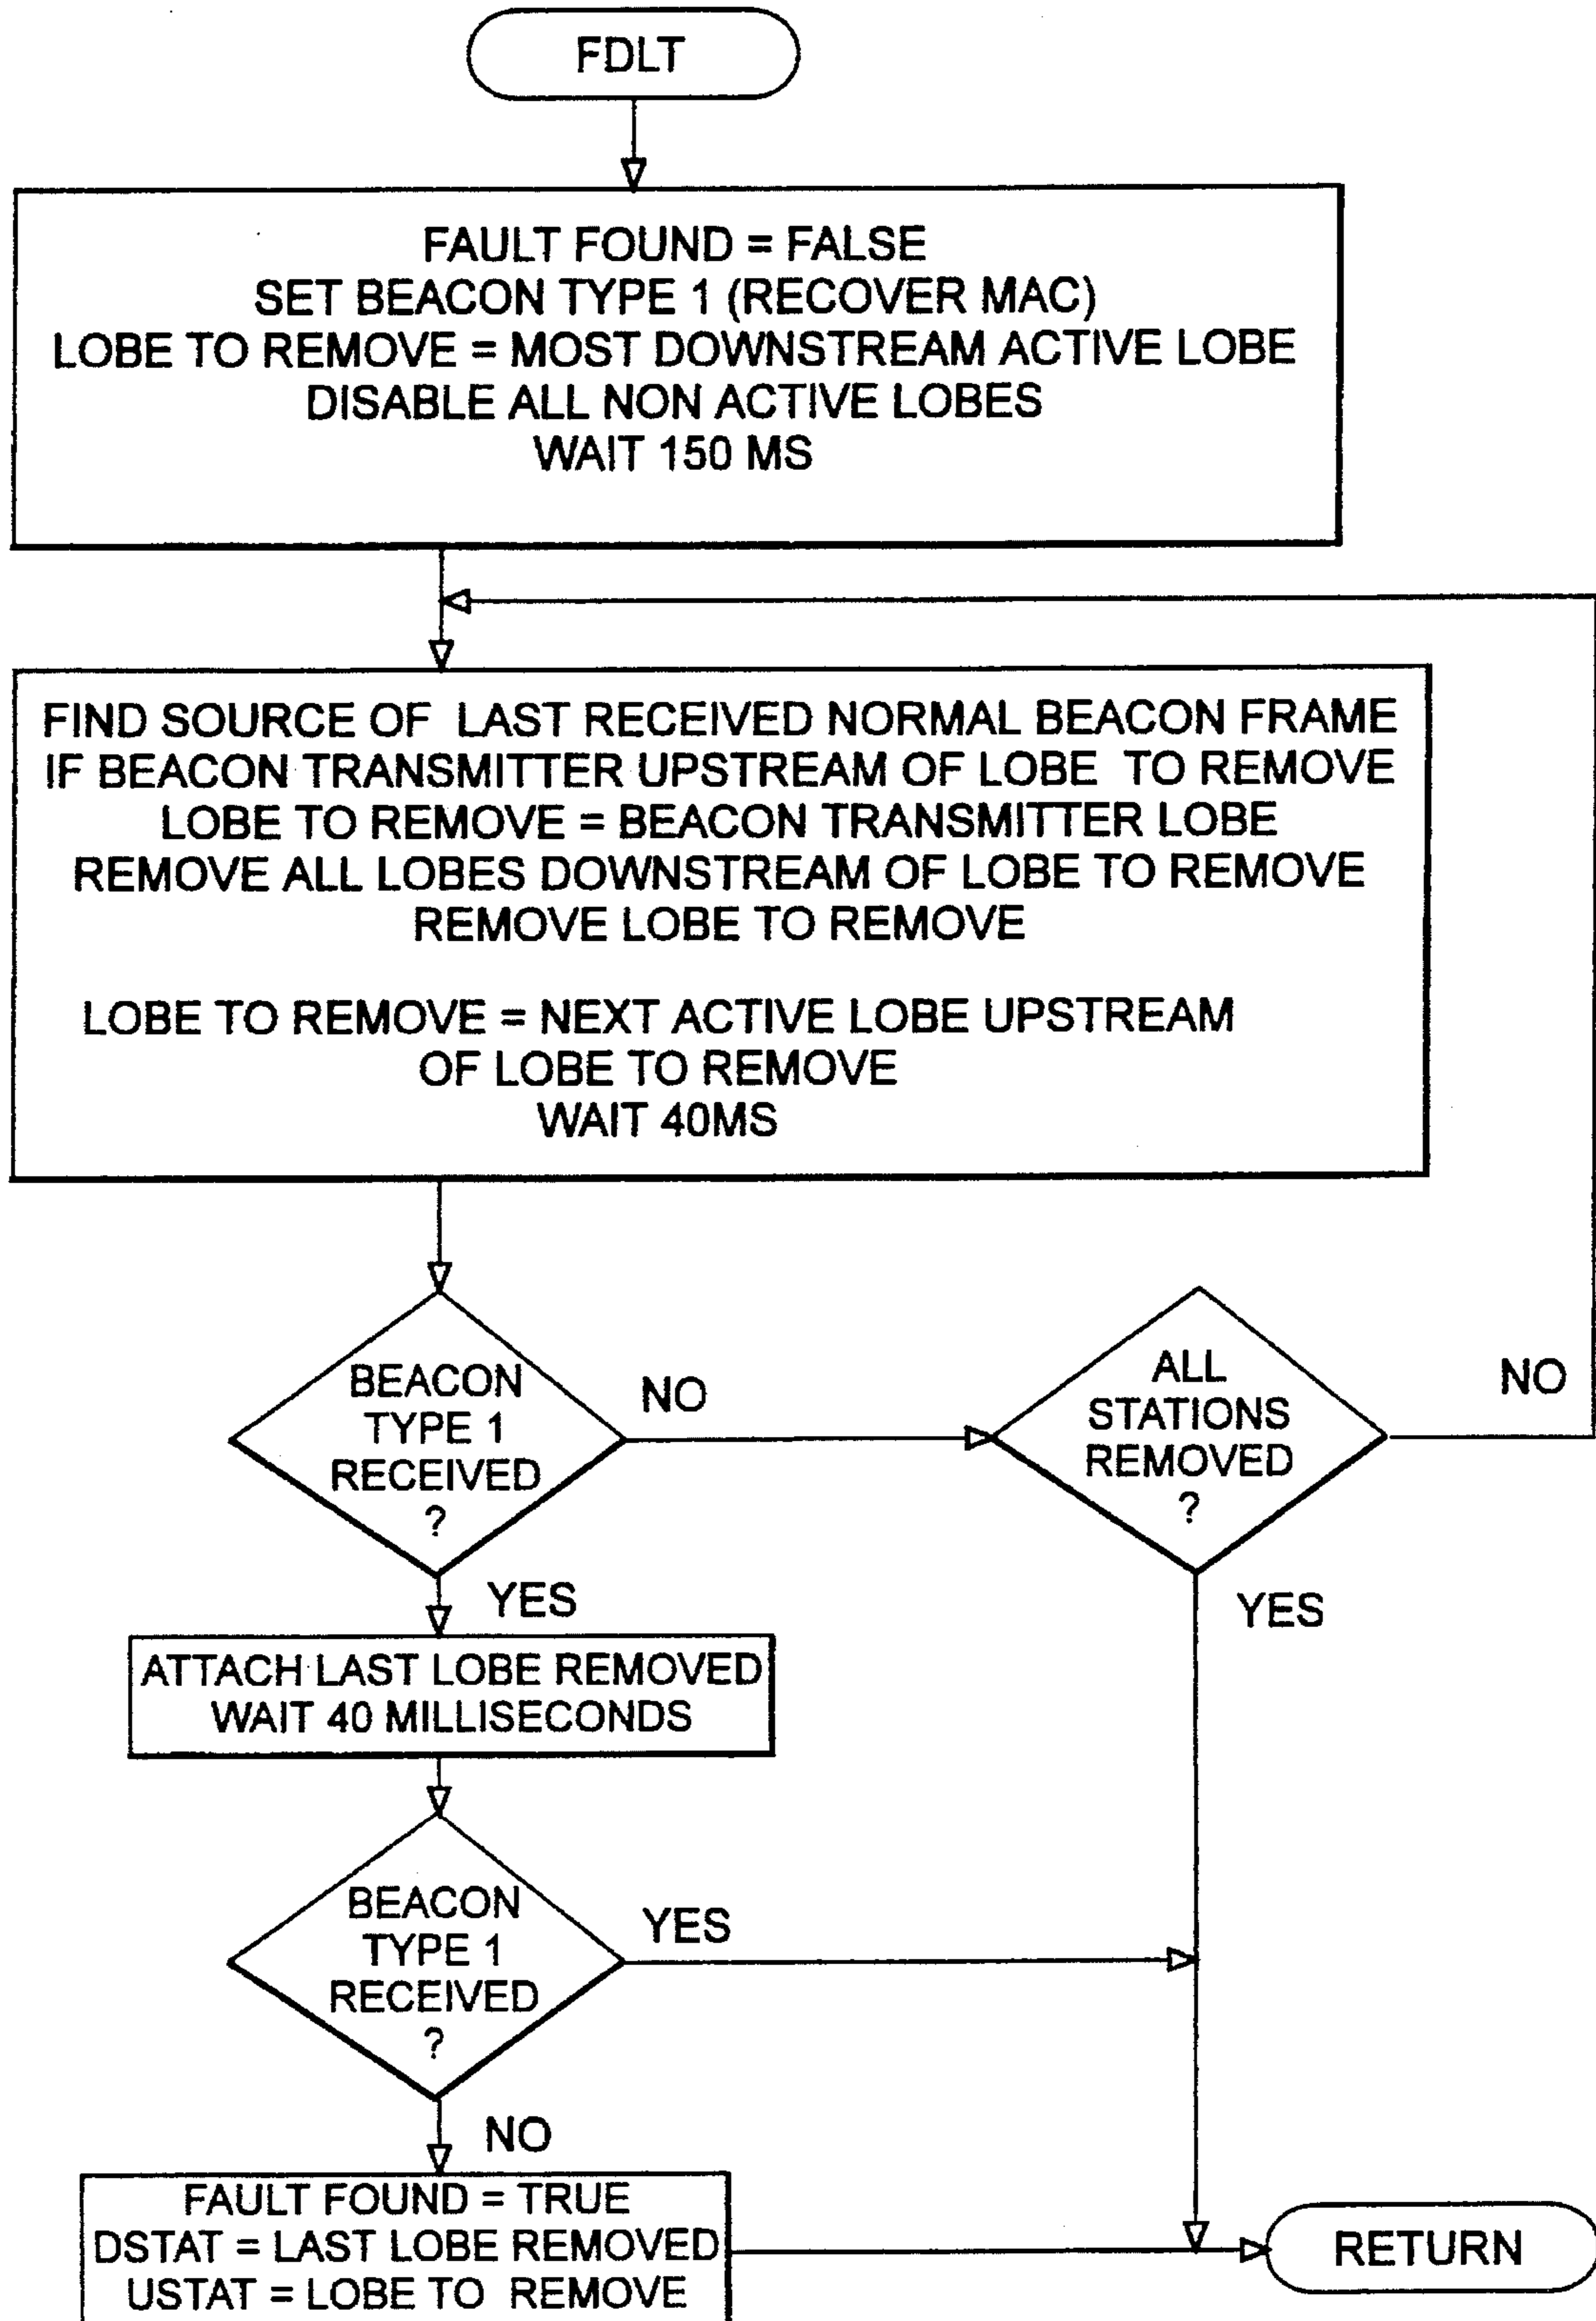 FDLT
FAULT FOUND = FALSE
SET BEACON TYPE 1 (RECOVER MAC)
LOBE TO REMOVE = MOST DOWNSTREAM ACTIVE LOBE
DISABLE ALL NON ACTIVE LOBES
WAIT 150 MS
FIND SOURCE OF LAST RECEIVED NORMAL BEACON FRAME
IF BEACON TRANSMITTER UPSTREAM OF LOBE TO REMOVE
LOBE TO REMOVE = BEACON TRANSMITTER LOBE
REMOVE ALL LOBES DOWNSTREAM OF LOBE TO REMOVE
REMOVE LOBE TO REMOVE
LOBE TO REMOVE = NEXT ACTIVE LOBE UPSTREAM
OF LOBE TO REMOVE
WAIT 40MS
BEACON
TYPE 1
RECEIVED
?
NO
ALL
STATIONS
REMOVED
?
NO
YES
YES
ATTACH LAST LOBE REMOVED
WAIT 40 MILLISECONDS
BEACON
TYPE 1
RECEIVED
?
YES
NO
FAULT FOUND = TRUE
DSTAT = LAST LOBE REMOVED
USTAT = LOBE TO REMOVE
RETURN